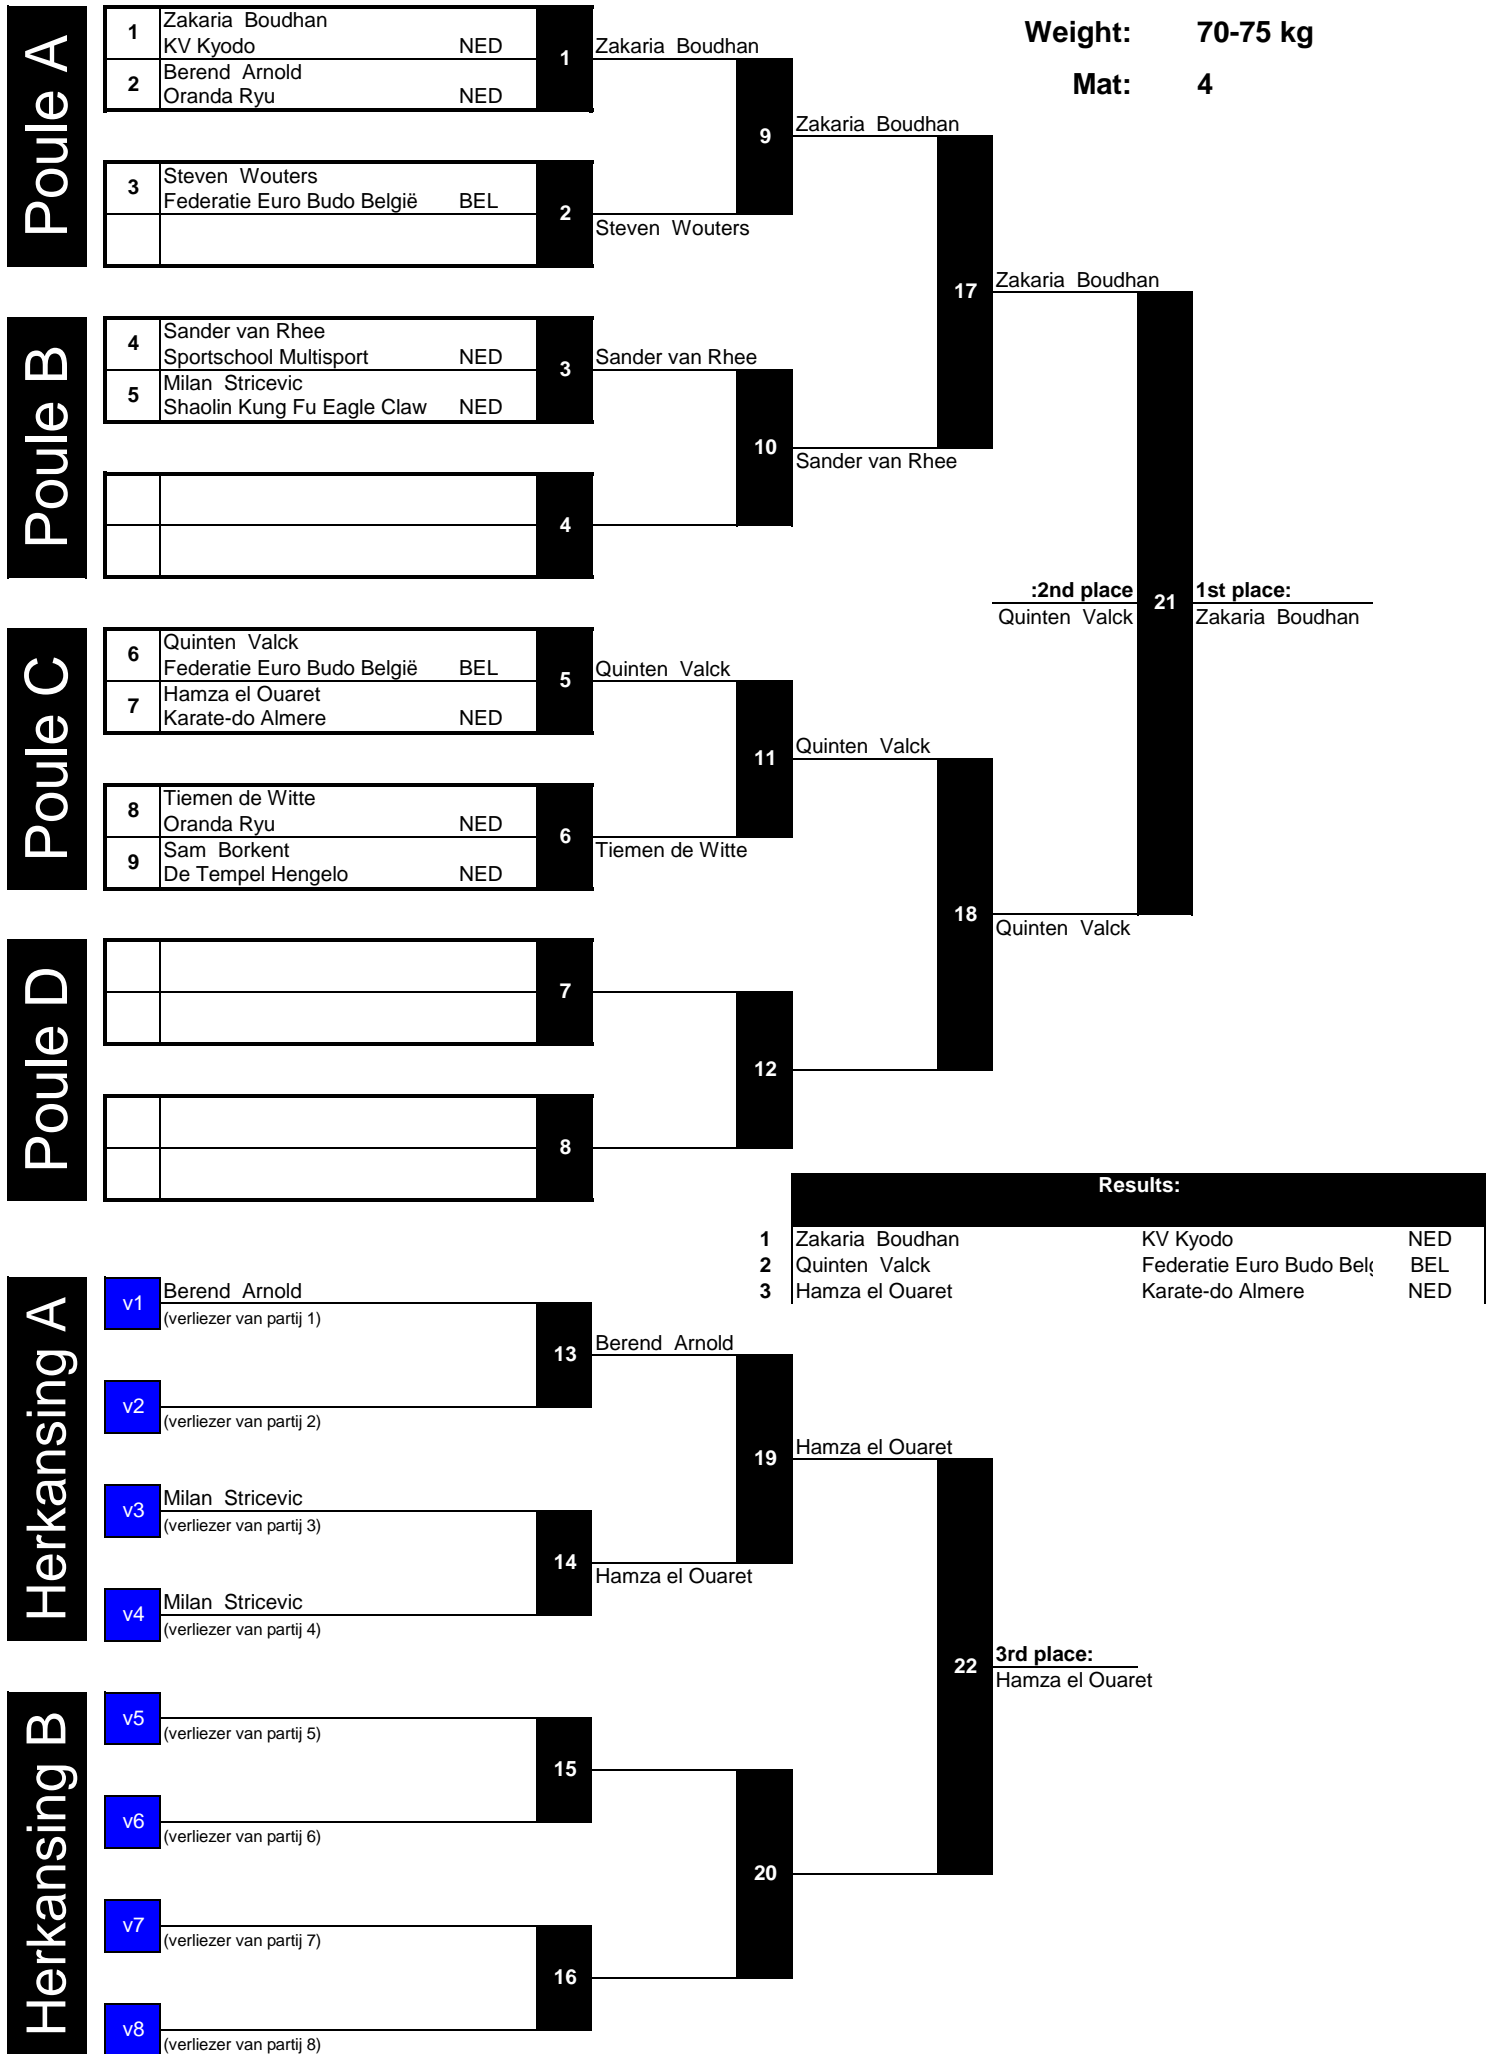 Weight: 70-75 kg
Mat: 4
Poule A
1 Zakaria Boudhan
KV Kyodo NED
2 Berend Arnold
Oranda Ryu NED
1
Zakaria Boudhan
3 Steven Wouters
Federatie Euro Budo België BEL
2
Steven Wouters
9
Zakaria Boudhan
Poule B
4 Sander van Rhee
Sportschool Multisport NED
5 Milan Stricevic
Shaolin Kung Fu Eagle Claw NED
3
Sander van Rhee
4
10
Sander van Rhee
17
Zakaria Boudhan
Poule C
6 Quinten Valck
Federatie Euro Budo België BEL
7 Hamza el Ouaret
Karate-do Almere NED
5
Quinten Valck
8 Tiemen de Witte
Oranda Ryu NED
9 Sam Borkent
De Tempel Hengelo NED
6
Tiemen de Witte
11
Quinten Valck
Poule D
7
8
12
18
Quinten Valck
:2nd place 21 1st place:
Quinten Valck Zakaria Boudhan
Results:
1 Zakaria Boudhan KV Kyodo NED
2 Quinten Valck Federatie Euro Budo Belg BEL
3 Hamza el Ouaret Karate-do Almere NED
Herkansing A
v1 Berend Arnold
(verliezer van partij 1)
13
Berend Arnold
v2
(verliezer van partij 2)
v3 Milan Stricevic
(verliezer van partij 3)
14
Hamza el Ouaret
v4 Milan Stricevic
(verliezer van partij 4)
19
Hamza el Ouaret
Herkansing B
v5
(verliezer van partij 5)
15
v6
(verliezer van partij 6)
v7
(verliezer van partij 7)
16
v8
(verliezer van partij 8)
20
22
3rd place:
Hamza el Ouaret